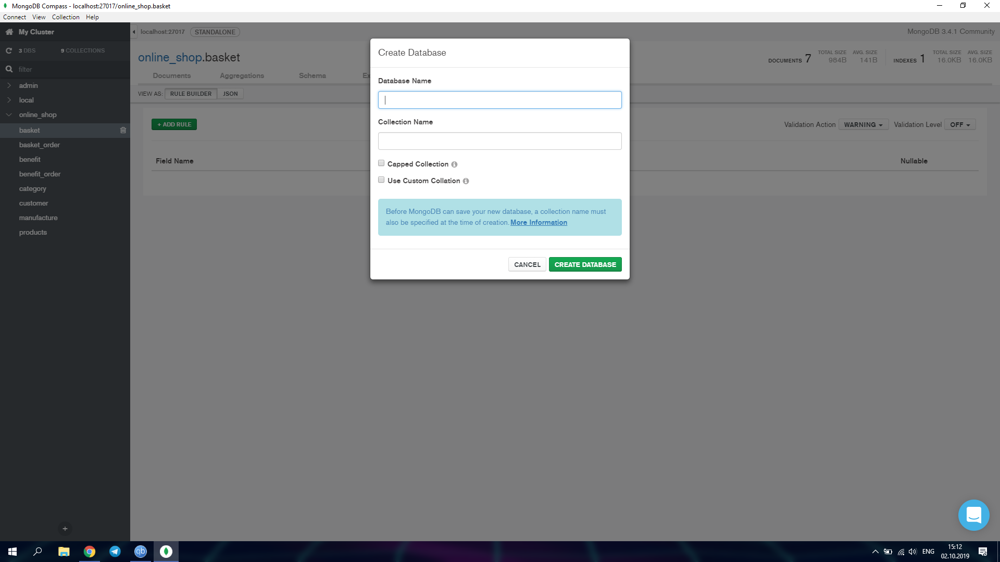 MongoDB Compass - localhost:27017/online_shop.basket
Connect View Collection Help
My Cluster
3 DBS 9 COLLECTIONS
filter
admin
local
online_shop
basket
basket_order
benefit
benefit_order
category
customer
manufacture
products
+
localhost:27017 STANDALONE
MongoDB 3.4.1 Community
online_shop.basket
DOCUMENTS 7 TOTAL SIZE 984B AVG. SIZE 141B INDEXES 1 TOTAL SIZE 16.0KB AVG. SIZE 16.0KB
Documents Aggregations Schema Ex
VIEW AS: RULE BUILDER JSON
+ ADD RULE
Validation Action WARNING Validation Level OFF
Field Name Nullable
Create Database
Database Name
Collection Name
Capped Collection
Use Custom Collation
Before MongoDB can save your new database, a collection name must
also be specified at the time of creation. More Information
CANCEL CREATE DATABASE
qb
ENG
15:12
02.10.2019